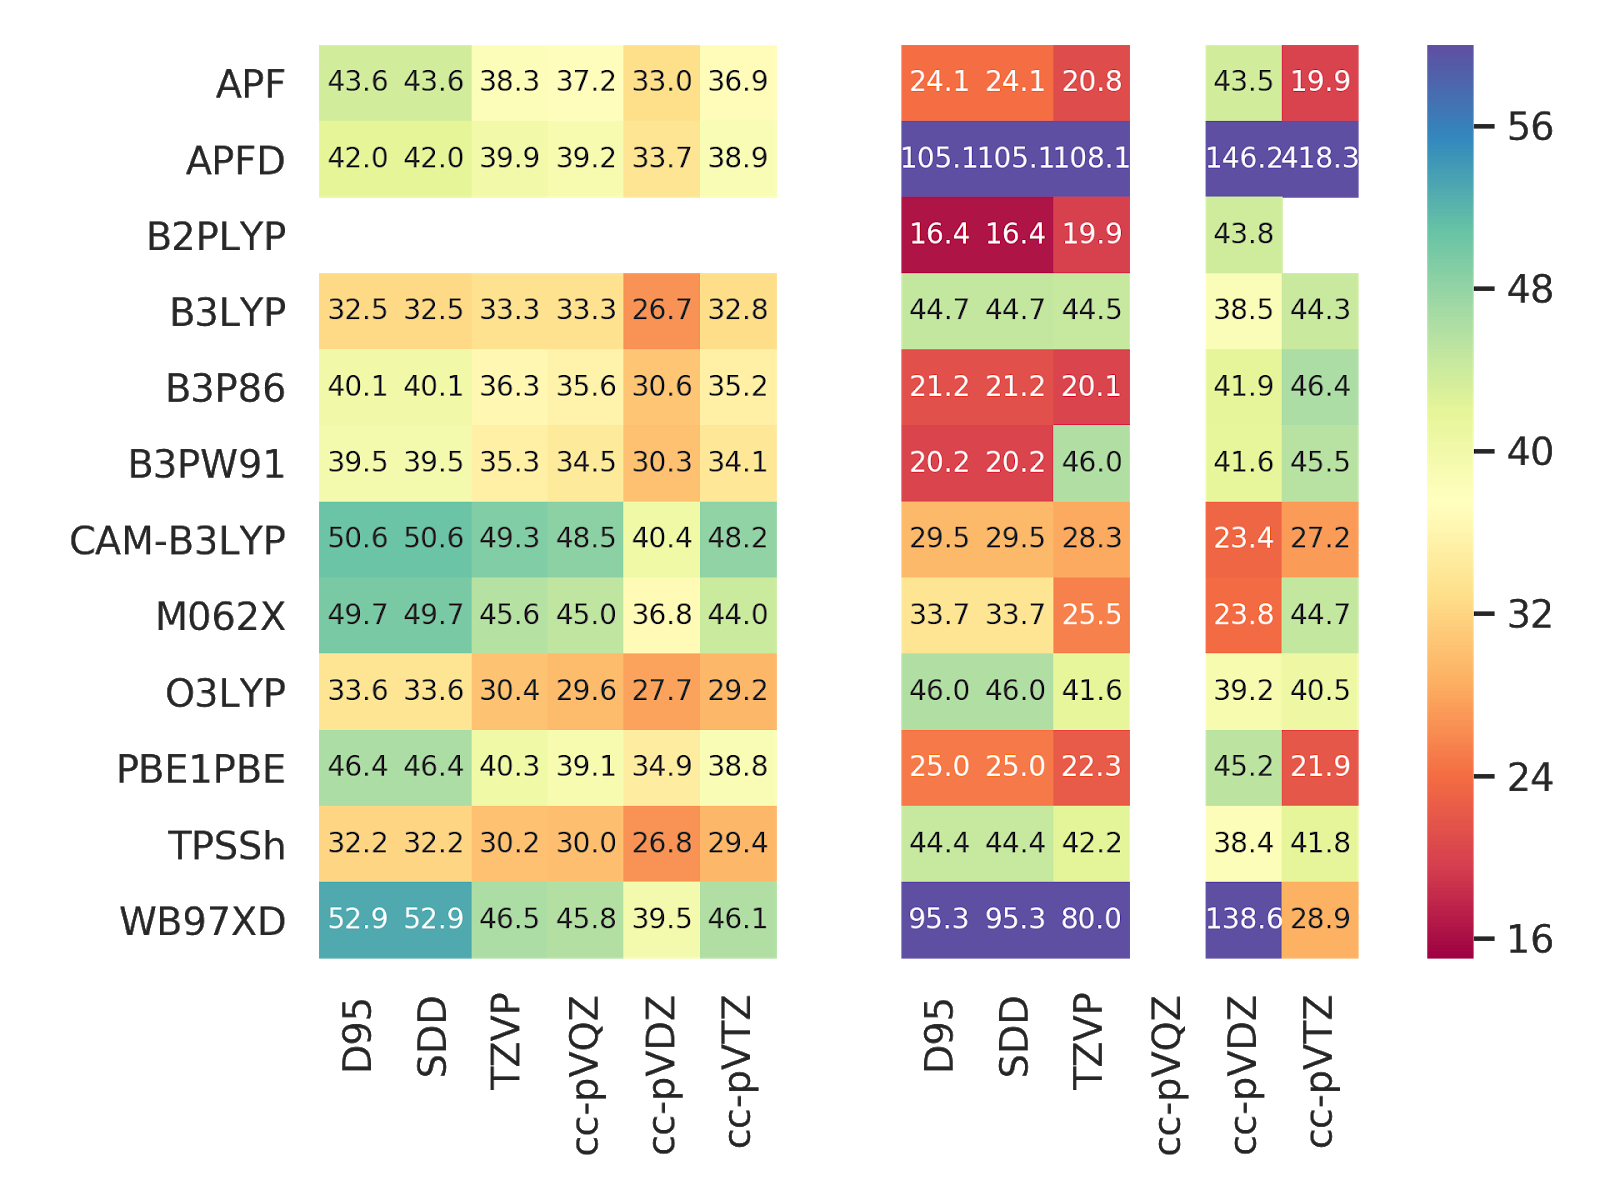 APF 43.6 43.6 38.3 37.2 33.0 36.9 24.1 24.1 20.8 43.5 19.9
APFD 42.0 42.0 39.9 39.2 33.7 38.9 105.1 105.1 108.1 146.2 418.3
B2PLYP 16.4 16.4 19.9 43.8
B3LYP 32.5 32.5 33.3 33.3 26.7 32.8 44.7 44.7 44.5 38.5 44.3
B3P86 40.1 40.1 36.3 35.6 30.6 35.2 21.2 21.2 20.1 41.9 46.4
B3PW91 39.5 39.5 35.3 34.5 30.3 34.1 20.2 20.2 46.0 41.6 45.5
CAM-B3LYP 50.6 50.6 49.3 48.5 40.4 48.2 29.5 29.5 28.3 23.4 27.2
M062X 49.7 49.7 45.6 45.0 36.8 44.0 33.7 33.7 25.5 23.8 44.7
O3LYP 33.6 33.6 30.4 29.6 27.7 29.2 46.0 46.0 41.6 39.2 40.5
PBE1PBE 46.4 46.4 40.3 39.1 34.9 38.8 25.0 25.0 22.3 45.2 21.9
TPSSh 32.2 32.2 30.2 30.0 26.8 29.4 44.4 44.4 42.2 38.4 41.8
WB97XD 52.9 52.9 46.5 45.8 39.5 46.1 95.3 95.3 80.0 138.6 28.9
D95 SDD TZVP cc-pVQZ cc-pVDZ cc-pVTZ D95 SDD TZVP cc-pVQZ cc-pVDZ cc-pVTZ
56
48
40
32
24
16